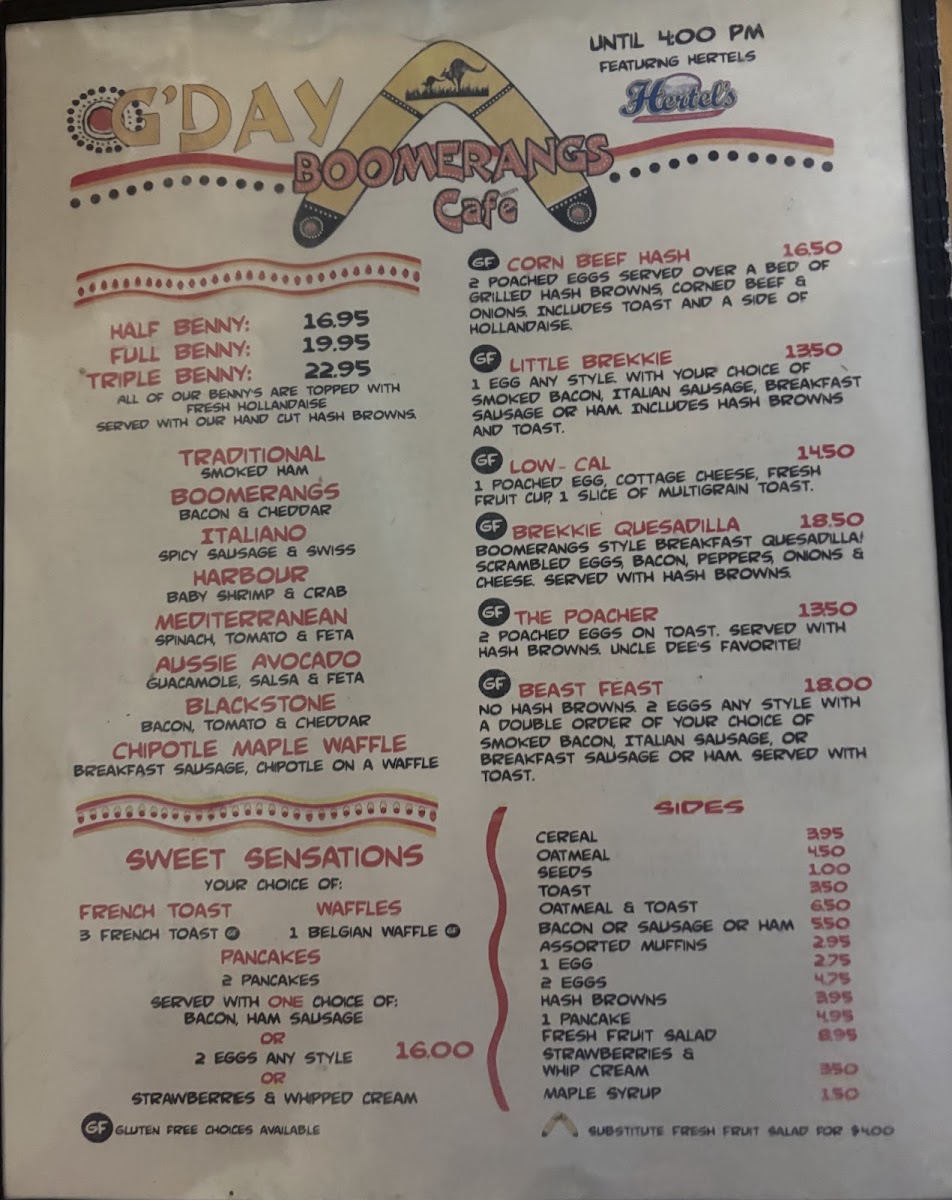 G'DAY
BOOMERANGS
Cafe
UNTIL 4:00 PM
FEATURING HERTELS
Hertel's
HALF BENNY: 16.95
FULL BENNY: 19.95
TRIPLE BENNY: 22.95
ALL OF OUR BENNY'S ARE TOPPED WITH
FRESH HOLLANDAISE
SERVED WITH OUR HAND CUT HASH BROWNS.
TRADITIONAL
SMOKED HAM
BOOMERANGS
BACON & CHEDDAR
ITALIANO
SPICY SAUSAGE & SWISS
HARBOUR
BABY SHRIMP & CRAB
MEDITERRANEAN
SPINACH, TOMATO & FETA
AUSSIE AVOCADO
GUACAMOLE, SALSA & FETA
BLACKSTONE
BACON, TOMATO & CHEDDAR
CHIPOTLE MAPLE WAFFLE
BREAKFAST SAUSAGE, CHIPOTLE ON A WAFFLE
SWEET SENSATIONS
YOUR CHOICE OF:
FRENCH TOAST WAFFLES
3 FRENCH TOAST GF 1 BELGIAN WAFFLE GF
PANCAKES
2 PANCAKES
SERVED WITH ONE CHOICE OF:
BACON, HAM SAUSAGE
OR
2 EGGS ANY STYLE 16.00
OR
STRAWBERRIES & WHIPPED CREAM
GF GLUTEN FREE CHOICES AVAILABLE
GF CORN BEEF HASH 16.50
2 POACHED EGGS SERVED OVER A BED OF
GRILLED HASH BROWNS, CORNED BEEF &
ONIONS. INCLUDES TOAST AND A SIDE OF
HOLLANDAISE.
GF LITTLE BREKKIE 13.50
1 EGG ANY STYLE. WITH YOUR CHOICE OF
SMOKED BACON, ITALIAN SAUSAGE, BREAKFAST
SAUSAGE OR HAM. INCLUDES HASH BROWNS
AND TOAST.
GF LOW- CAL 14.50
1 POACHED EGG, COTTAGE CHEESE, FRESH
FRUIT CUP, 1 SLICE OF MULTIGRAIN TOAST.
GF BREKKIE QUESADILLA 18.50
BOOMERANGS STYLE BREAKFAST QUESADILLA!
SCRAMBLED EGGS, BACON, PEPPERS, ONIONS &
CHEESE. SERVED WITH HASH BROWNS.
GF THE POACHER 13.50
2 POACHED EGGS ON TOAST. SERVED WITH
HASH BROWNS. UNCLE DEE'S FAVORITE!
GF BEAST FEAST 18.00
NO HASH BROWNS. 2 EGGS ANY STYLE WITH
A DOUBLE ORDER OF YOUR CHOICE OF
SMOKED BACON, ITALIAN SAUSAGE, OR
BREAKFAST SAUSAGE OR HAM. SERVED WITH
TOAST.
SIDES
CEREAL 3.95
OATMEAL 4.50
SEEDS 1.00
TOAST 3.50
OATMEAL & TOAST 6.50
BACON OR SAUSAGE OR HAM 5.50
ASSORTED MUFFINS 2.95
1 EGG 2.75
2 EGGS 4.75
HASH BROWNS 3.95
1 PANCAKE 4.95
FRESH FRUIT SALAD 8.95
STRAWBERRIES &
WHIP CREAM 3.50
MAPLE SYRUP 1.50
SUBSTITUTE FRESH FRUIT SALAD FOR $4.00